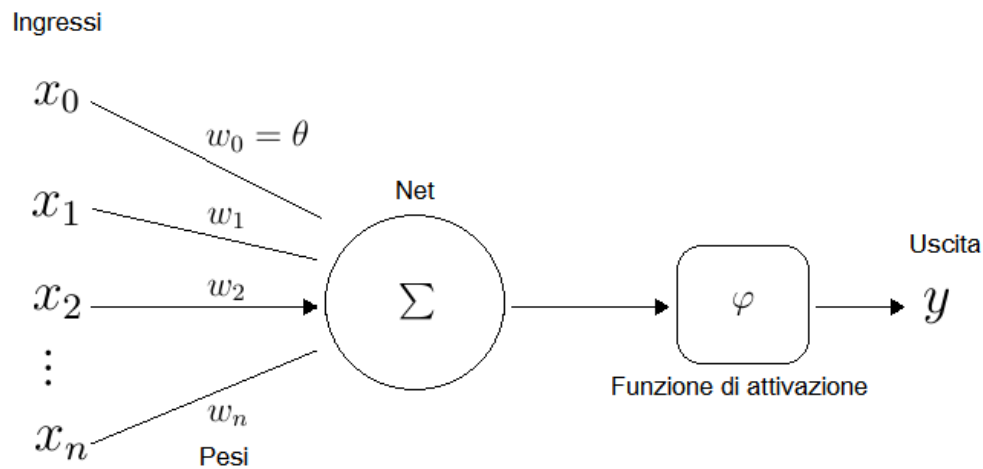 Ingressi
x₀
w₀ = θ
x₁
w₁
Net
x₂
w₂
Σ
φ
Uscita
y
⋮
Funzione di attivazione
xₙ
wₙ
Pesi